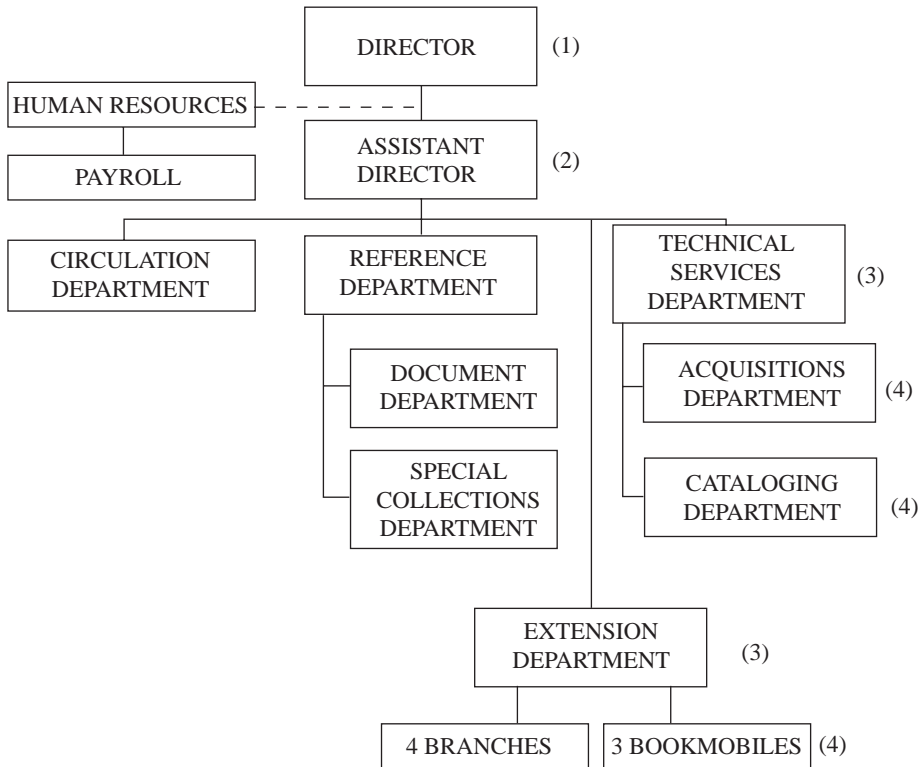 DIRECTOR (1)
HUMAN RESOURCES
PAYROLL
ASSISTANT
DIRECTOR
(2)
CIRCULATION
DEPARTMENT
REFERENCE
DEPARTMENT
TECHNICAL
SERVICES
DEPARTMENT
(3)
DOCUMENT
DEPARTMENT
SPECIAL
COLLECTIONS
DEPARTMENT
ACQUISITIONS
DEPARTMENT
(4)
CATALOGING
DEPARTMENT
(4)
EXTENSION
DEPARTMENT
(3)
4 BRANCHES
3 BOOKMOBILES (4)